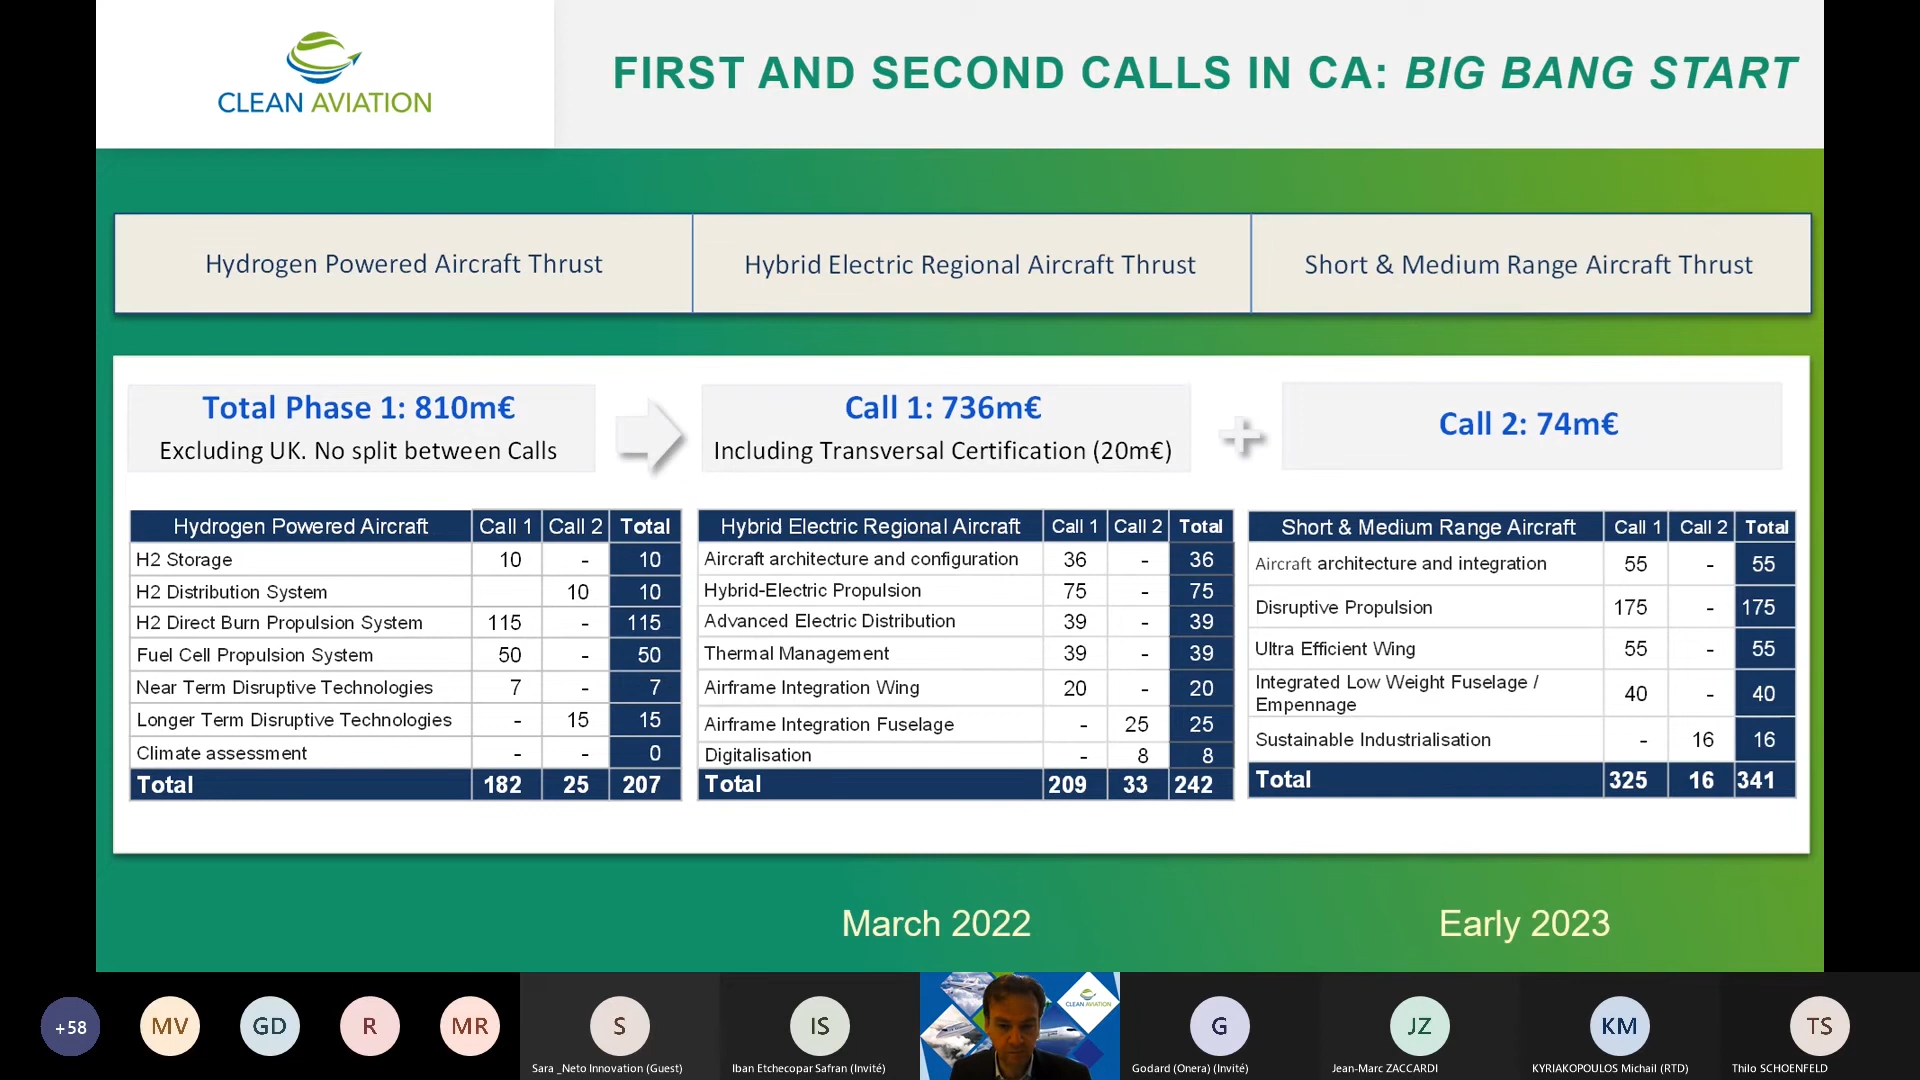 CLEAN AVIATION
FIRST AND SECOND CALLS IN CA: BIG BANG START
Hydrogen Powered Aircraft Thrust
Hybrid Electric Regional Aircraft Thrust
Short & Medium Range Aircraft Thrust
Total Phase 1: 810m€
Excluding UK. No split between Calls
Call 1: 736m€
Including Transversal Certification (20m€)
+
Call 2: 74m€
Hydrogen Powered Aircraft Call 1 Call 2 Total
H2 Storage 10 - 10
H2 Distribution System 10 10
H2 Direct Burn Propulsion System 115 - 115
Fuel Cell Propulsion System 50 - 50
Near Term Disruptive Technologies 7 - 7
Longer Term Disruptive Technologies - 15 15
Climate assessment - - 0
Total 182 25 207
Hybrid Electric Regional Aircraft Call 1 Call 2 Total
Aircraft architecture and configuration 36 - 36
Hybrid-Electric Propulsion 75 - 75
Advanced Electric Distribution 39 - 39
Thermal Management 39 - 39
Airframe Integration Wing 20 - 20
Airframe Integration Fuselage - 25 25
Digitalisation - 8 8
Total 209 33 242
Short & Medium Range Aircraft Call 1 Call 2 Total
Aircraft architecture and integration 55 - 55
Disruptive Propulsion 175 - 175
Ultra Efficient Wing 55 - 55
Integrated Low Weight Fuselage /
Empennage 40 - 40
Sustainable Industrialisation - 16 16
Total 325 16 341
March 2022
Early 2023
+58
MV
GD
R
MR
S
Sara _Neto Innovation (Guest)
IS
Iban Etchecopar Safran (Invité)
CLEAN AVIATION
G
Godard (Onera) (Invité)
JZ
Jean-Marc ZACCARDI
KM
KYRIAKOPOULOS Michail (RTD)
TS
Thilo SCHOENFELD